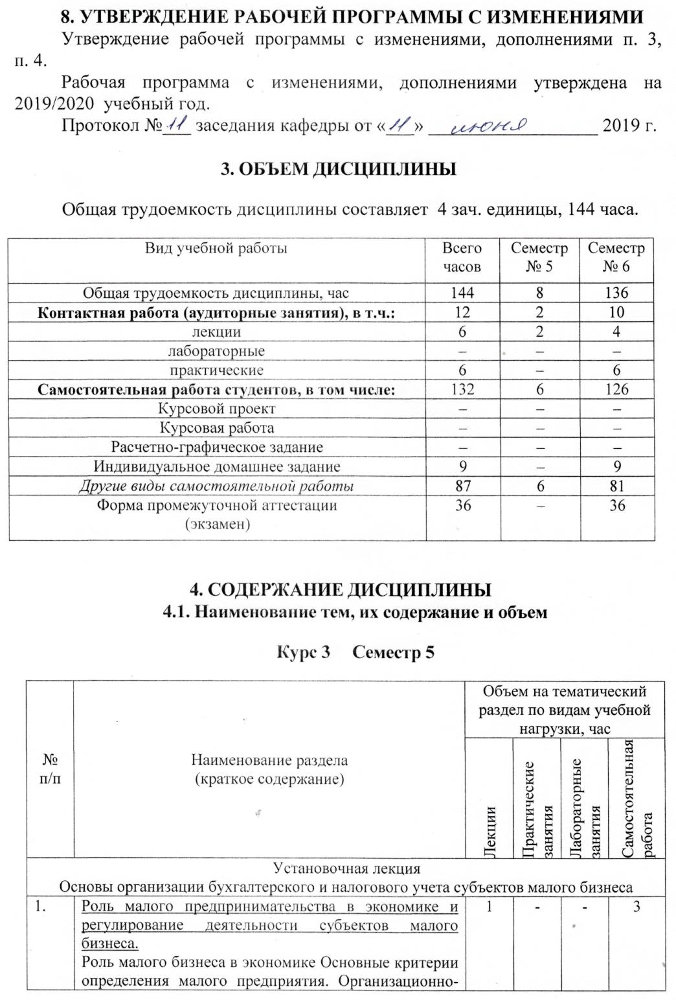 8. УТВЕРЖДЕНИЕ РАБОЧЕЙ ПРОГРАММЫ С ИЗМЕНЕНИЯМИ
Утверждение рабочей программы с изменениями, дополнениями п. 3,
п. 4.
Рабочая программа с изменениями, дополнениями утверждена на
2019/2020 учебный год.
Протокол № 11 заседания кафедры от «11» июня 2019 г.
3. ОБЪЕМ ДИСЦИПЛИНЫ
Общая трудоемкость дисциплины составляет 4 зач. единицы, 144 часа.
Вид учебной работы Всего Семестр Семестр
часов № 5 № 6
Общая трудоемкость дисциплины, час 144 8 136
Контактная работа (аудиторные занятия), в т.ч.: 12 2 10
лекции 6 2 4
лабораторные – – –
практические 6 – 6
Самостоятельная работа студентов, в том числе: 132 6 126
Курсовой проект – – –
Курсовая работа – – –
Расчетно-графическое задание – – –
Индивидуальное домашнее задание 9 – 9
Другие виды самостоятельной работы 87 6 81
Форма промежуточной аттестации 36 – 36
(экзамен)
4. СОДЕРЖАНИЕ ДИСЦИПЛИНЫ
4.1. Наименование тем, их содержание и объем
Курс 3 Семестр 5
№
п/п
Наименование раздела
(краткое содержание)
Объем на тематический
раздел по видам учебной
нагрузки, час
Лекции
Практические
занятия
Лабораторные
занятия
Самостоятельная
работа
Установочная лекция
Основы организации бухгалтерского и налогового учета субъектов малого бизнеса
1. Роль малого предпринимательства в экономике и 1 - - 3
регулирование деятельности субъектов малого
бизнеса.
Роль малого бизнеса в экономике Основные критерии
определения малого предприятия. Организационно-